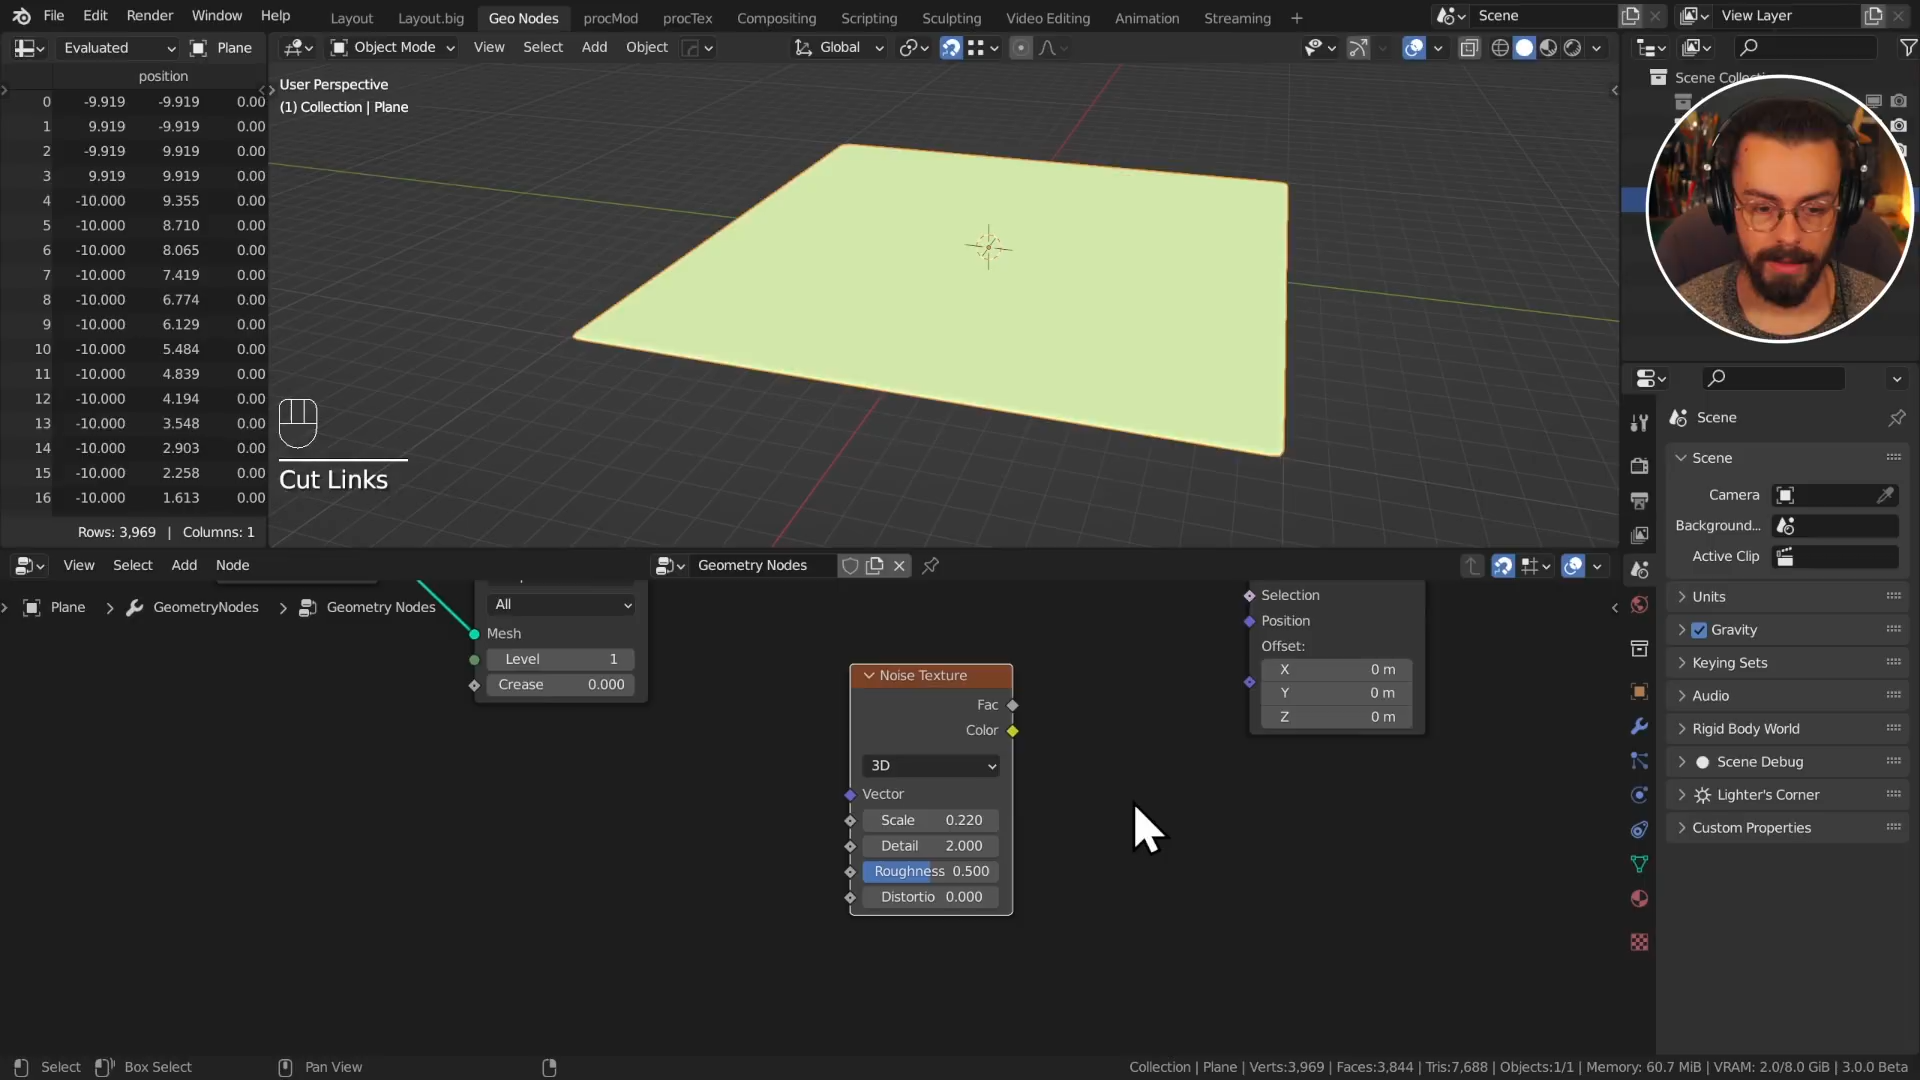 File Edit Render Window Help
Layout Layout.big Geo Nodes procMod procTex Compositing Scripting Sculpting Video Editing Animation Streaming +
Scene
View Layer
Evaluated
Plane
Object Mode View Select Add Object
Global
position
0 -9.919 -9.919 0.00
1 9.919 -9.919 0.00
2 -9.919 9.919 0.00
3 9.919 9.919 0.00
4 -10.000 9.355 0.00
5 -10.000 8.710 0.00
6 -10.000 8.065 0.00
7 -10.000 7.419 0.00
8 -10.000 6.774 0.00
9 -10.000 6.129 0.00
10 -10.000 5.484 0.00
11 -10.000 4.839 0.00
12 -10.000 4.194 0.00
13 -10.000 3.548 0.00
14 -10.000 2.903 0.00
15 -10.000 2.258 0.00
16 -10.000 1.613 0.00
Rows: 3,969 | Columns: 1
User Perspective
(1) Collection | Plane
Cut Links
Scene Collecti
Scene
Scene
Camera
Background...
Active Clip
Units
Gravity
Keying Sets
Audio
Rigid Body World
Scene Debug
Lighter's Corner
Custom Properties
View Select Add Node
Geometry Nodes
Plane GeometryNodes Geometry Nodes
All
Mesh
Level 1
Crease 0.000
Noise Texture
Fac
Color
3D
Vector
Scale 0.220
Detail 2.000
Roughness 0.500
Distortio 0.000
Selection
Position
Offset:
X 0 m
Y 0 m
Z 0 m
Select Box Select Pan View
Collection | Plane | Verts:3,969 | Faces:3,844 | Tris:7,688 | Objects:1/1 | Memory: 60.7 MiB | VRAM: 2.0/8.0 GiB | 3.0.0 Beta